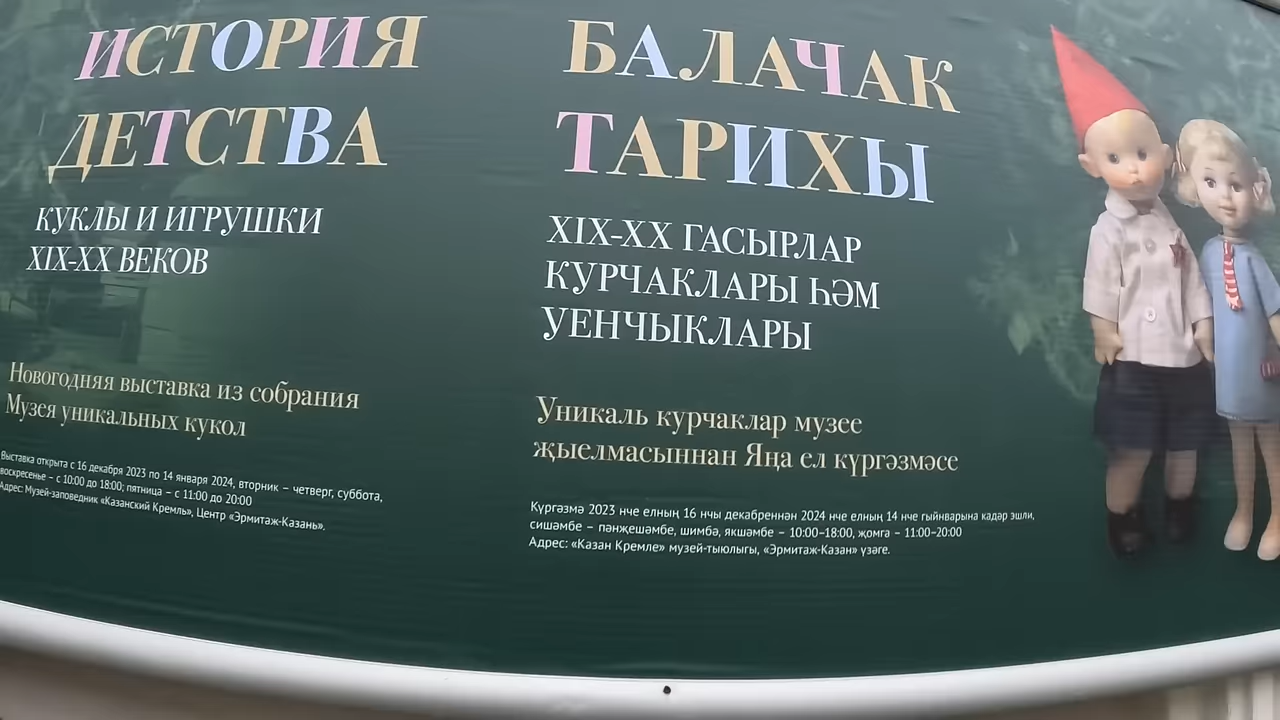 ИСТОРИЯ
ДЕТСТВА
КУКЛЫ И ИГРУШКИ
XIX-XX ВЕКОВ
Новогодняя выставка из собрания
Музея уникальных кукол
Выставка открыта с 16 декабря 2023 по 14 января 2024, вторник – четверг, суббота,
воскресенье – с 10:00 до 18:00; пятница – с 11:00 до 20:00
Адрес: Музей-заповедник «Казанский Кремль», Центр «Эрмитаж-Казань».
БАЛАЧАК
ТАРИХЫ
XIX-XX ГАСЫРЛАР
КУРЧАКЛАРЫ ҺӘМ
УЕНЧЫКЛАРЫ
Уникаль курчаклар музее
җыелмасыннан Яңа ел күргәзмәсе
Күргәзмә 2023 нче елның 16 нчы декабреннән 2024 нче елның 14 нче гыйнварына кадәр эшли,
сишәмбе – пәнҗешәмбе, шимбә, якшәмбе – 10:00–18:00, җомга – 11:00–20:00
Адрес: «Казан Кремле» музей-тыюлыгы, «Эрмитаж-Казан» үзәге.